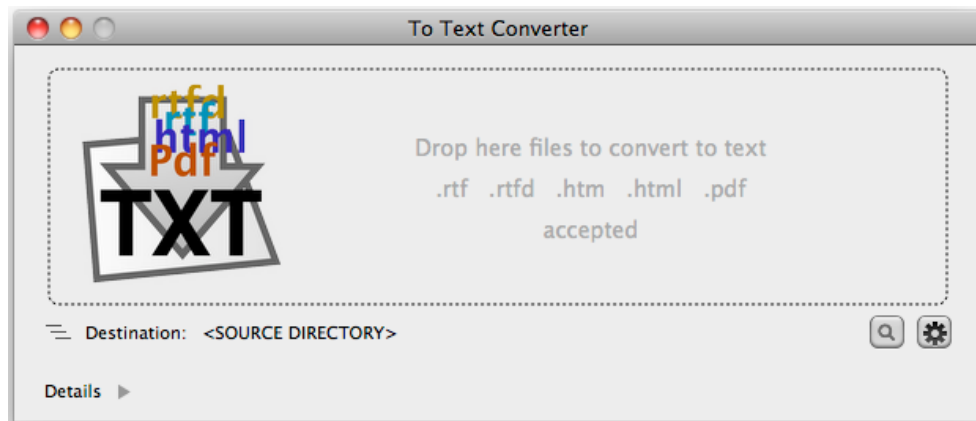 To Text Converter
rtfd
rtf
html
Pdf
TXT
Drop here files to convert to text
.rtf .rtfd .htm .html .pdf
accepted
Destination: <SOURCE DIRECTORY>
Details